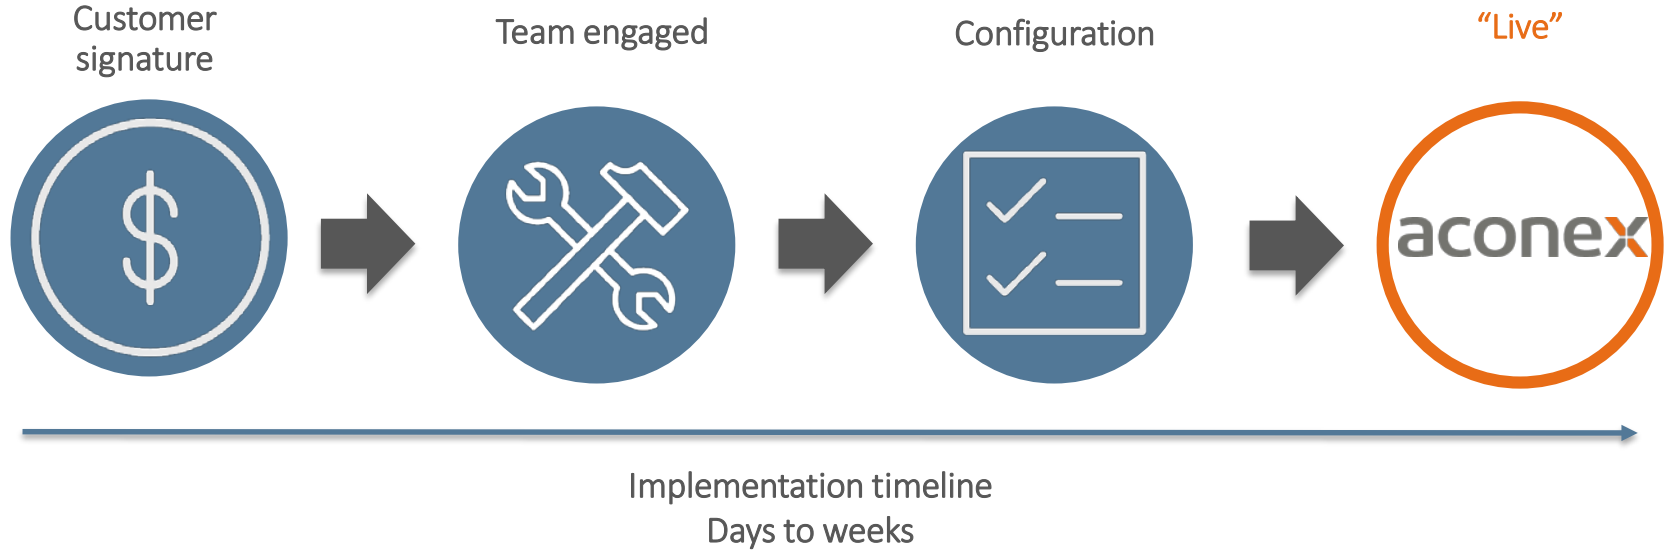 Customer
signature
Team engaged
Configuration
“Live”
$
aconex
Implementation timeline
Days to weeks